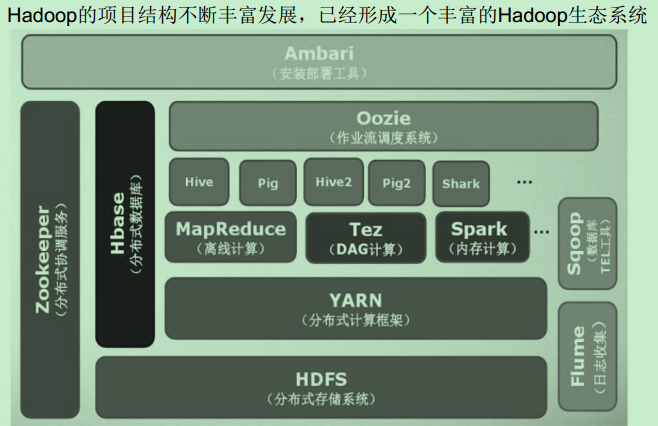 Hadoop的项目结构不断丰富发展，已经形成一个丰富的Hadoop生态系统
Ambari
（安装部署工具）
Zookeeper
（分布式协调服务）
Hbase
（分布式数据库）
Oozie
（作业流调度系统）
Hive
Pig
Hive2
Pig2
Shark
...
MapReduce
（离线计算）
Tez
（DAG计算）
Spark
（内存计算）
...
Sqoop
（数据库
TEL工具）
YARN
（分布式计算框架）
Flume
（日志收集）
HDFS
（分布式存储系统）